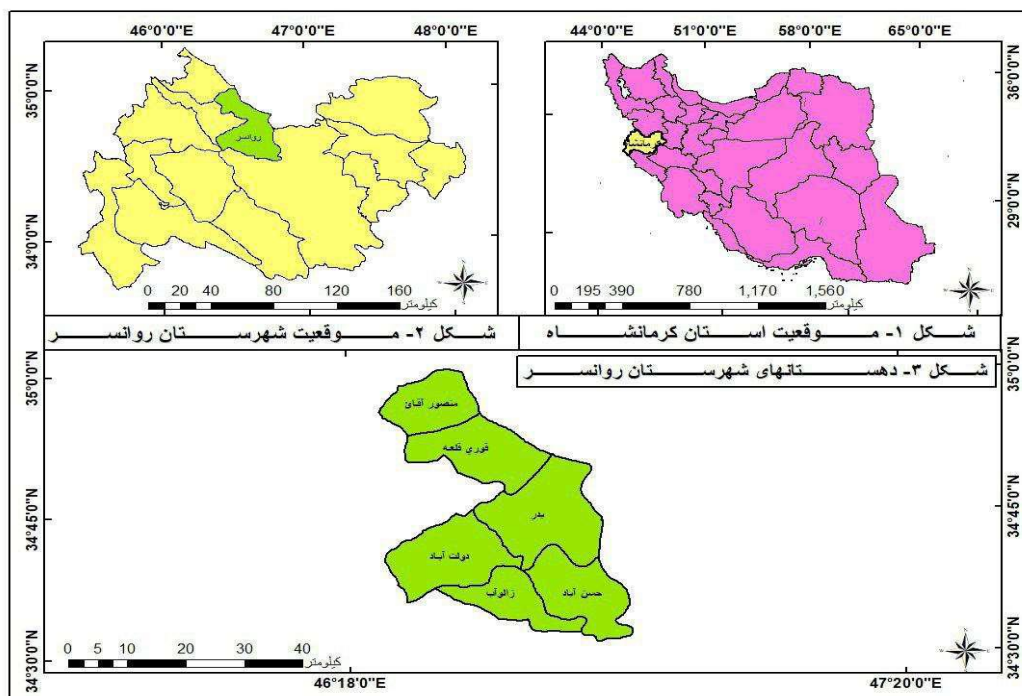 46°0'0"E 47°0'0"E 48°0'0"E
44°0'0"E 51°0'0"E 58°0'0"E 65°0'0"E
35°0'0"N
34°0'0"N
روانسر
0 20 40 80 120 160
کیلومتر
36°0'0"N
29°0'0"N
کرمانشاه
0 195 390 780 1,170 1,560
کیلومتر
شکل ۱- موقعیت استان کرمانشاه
شکل ۲- موقعیت شهرستان روانسر
شکل ۳- دهستانهای شهرستان روانسر
35°0'0"N
34°45'0"N
34°30'0"N
منصور آقائ
قوري قلعه
بدر
دولت آباد
حسن آباد
زالوآب
0 5 10 20 30 40
کیلومتر
35°0'0"N
34°45'0"N
34°30'0"N
46°18'0"E 47°20'0"E